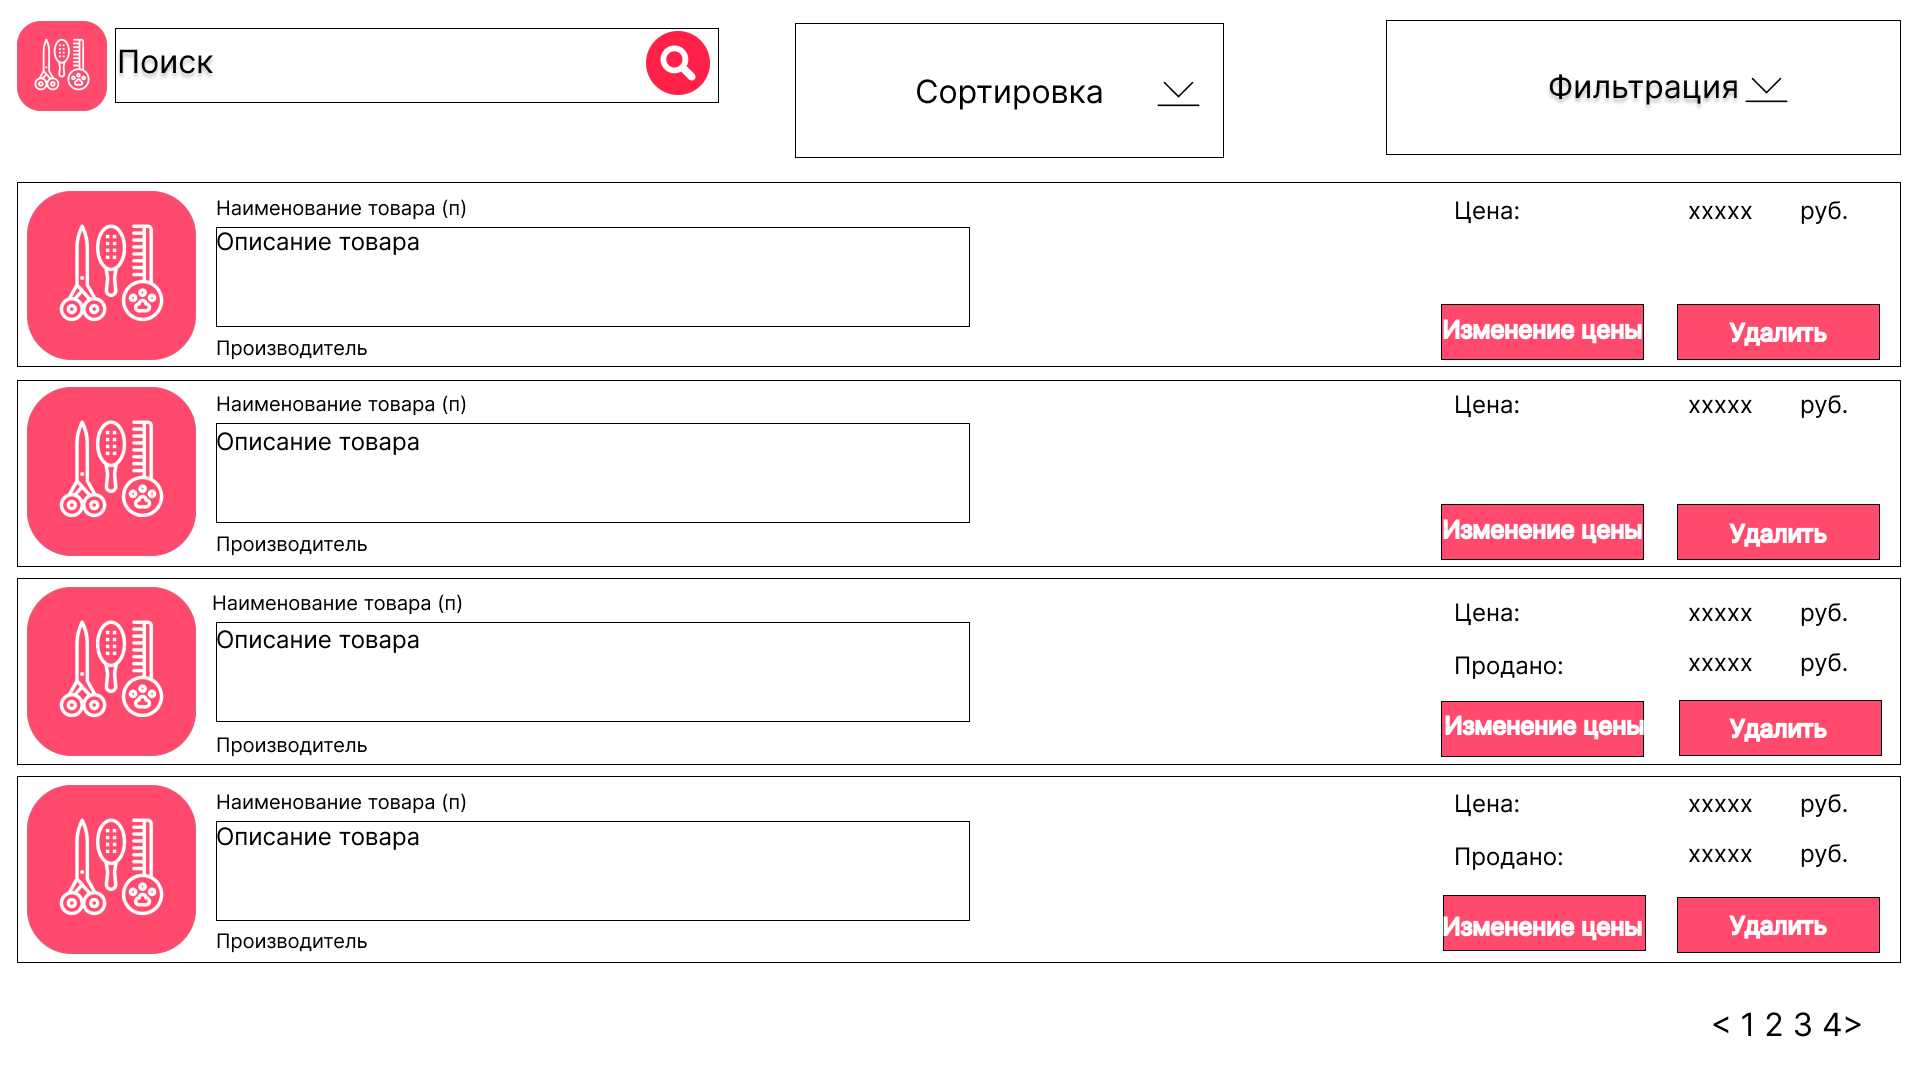 Поиск
Сортировка
Фильтрация
Наименование товара (п)
Описание товара
Производитель
Цена: xxxxx руб.
Изменение цены Удалить
Наименование товара (п)
Описание товара
Производитель
Цена: xxxxx руб.
Изменение цены Удалить
Наименование товара (п)
Описание товара
Производитель
Цена: xxxxx руб.
Продано: xxxxx руб.
Изменение цены Удалить
Наименование товара (п)
Описание товара
Производитель
Цена: xxxxx руб.
Продано: xxxxx руб.
Изменение цены Удалить
< 1 2 3 4>